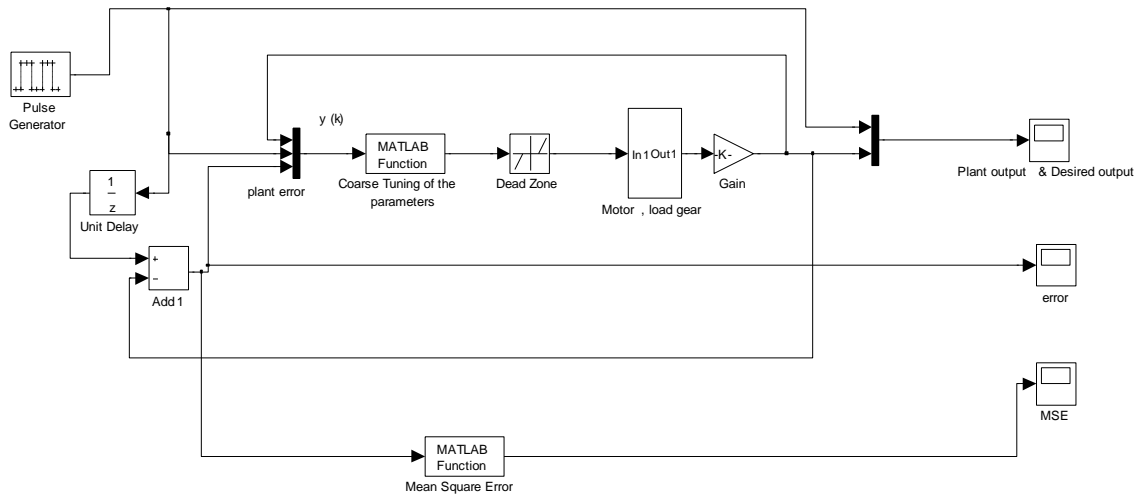 Pulse
Generator
y (k)
plant error
MATLAB
Function
Coarse Tuning of the
parameters
Dead Zone
In1 Out1
Motor , load gear
-K-
Gain
Plant output & Desired output
1
z
Unit Delay
+
−
Add1
error
MSE
MATLAB
Function
Mean Square Error